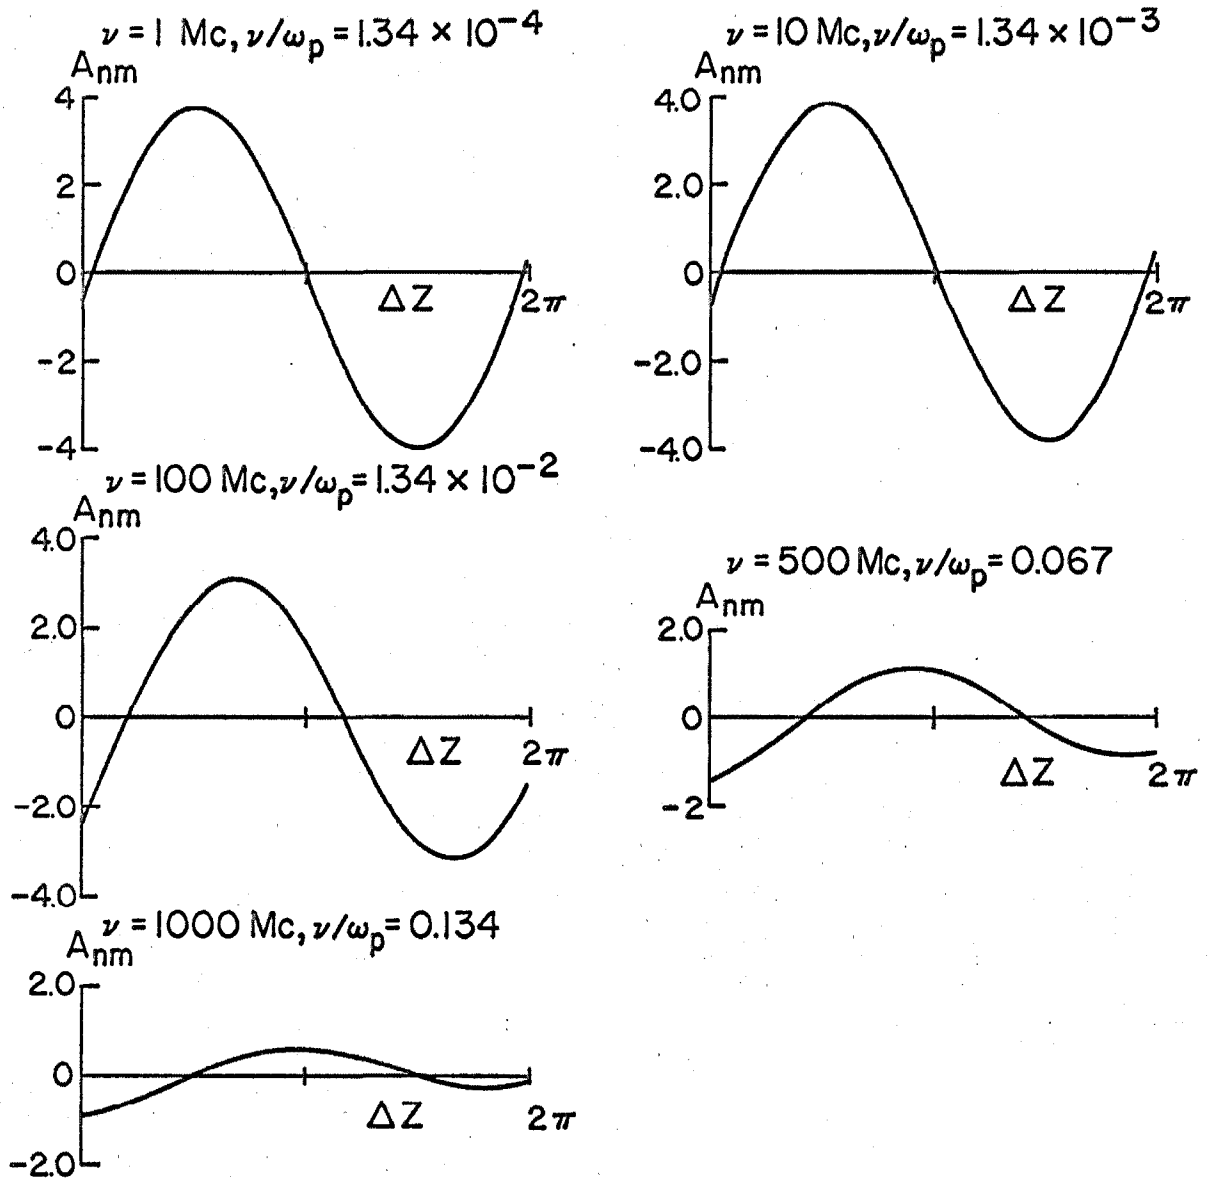 ν = 1 Mc, ν/ωp = 1.34 × 10⁻⁴
Anm
4
2
0
-2
-4
ΔZ
2π
ν = 10 Mc, ν/ωp = 1.34 × 10⁻³
Anm
4.0
2.0
0
-2.0
-4.0
ΔZ
2π
ν = 100 Mc, ν/ωp = 1.34 × 10⁻²
Anm
4.0
2.0
0
-2.0
-4.0
ΔZ
2π
ν = 500 Mc, ν/ωp = 0.067
Anm
2.0
0
-2
ΔZ
2π
ν = 1000 Mc, ν/ωp = 0.134
Anm
2.0
0
-2.0
ΔZ
2π